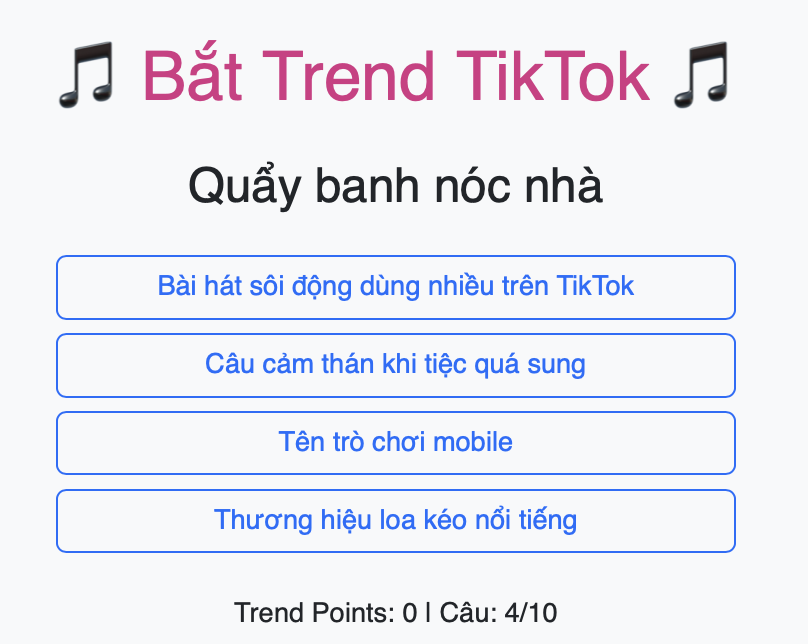 🎵 Bắt Trend TikTok 🎵
Quẩy banh nóc nhà
Bài hát sôi động dùng nhiều trên TikTok
Câu cảm thán khi tiệc quá sung
Tên trò chơi mobile
Thương hiệu loa kéo nổi tiếng
Trend Points: 0 | Câu: 4/10